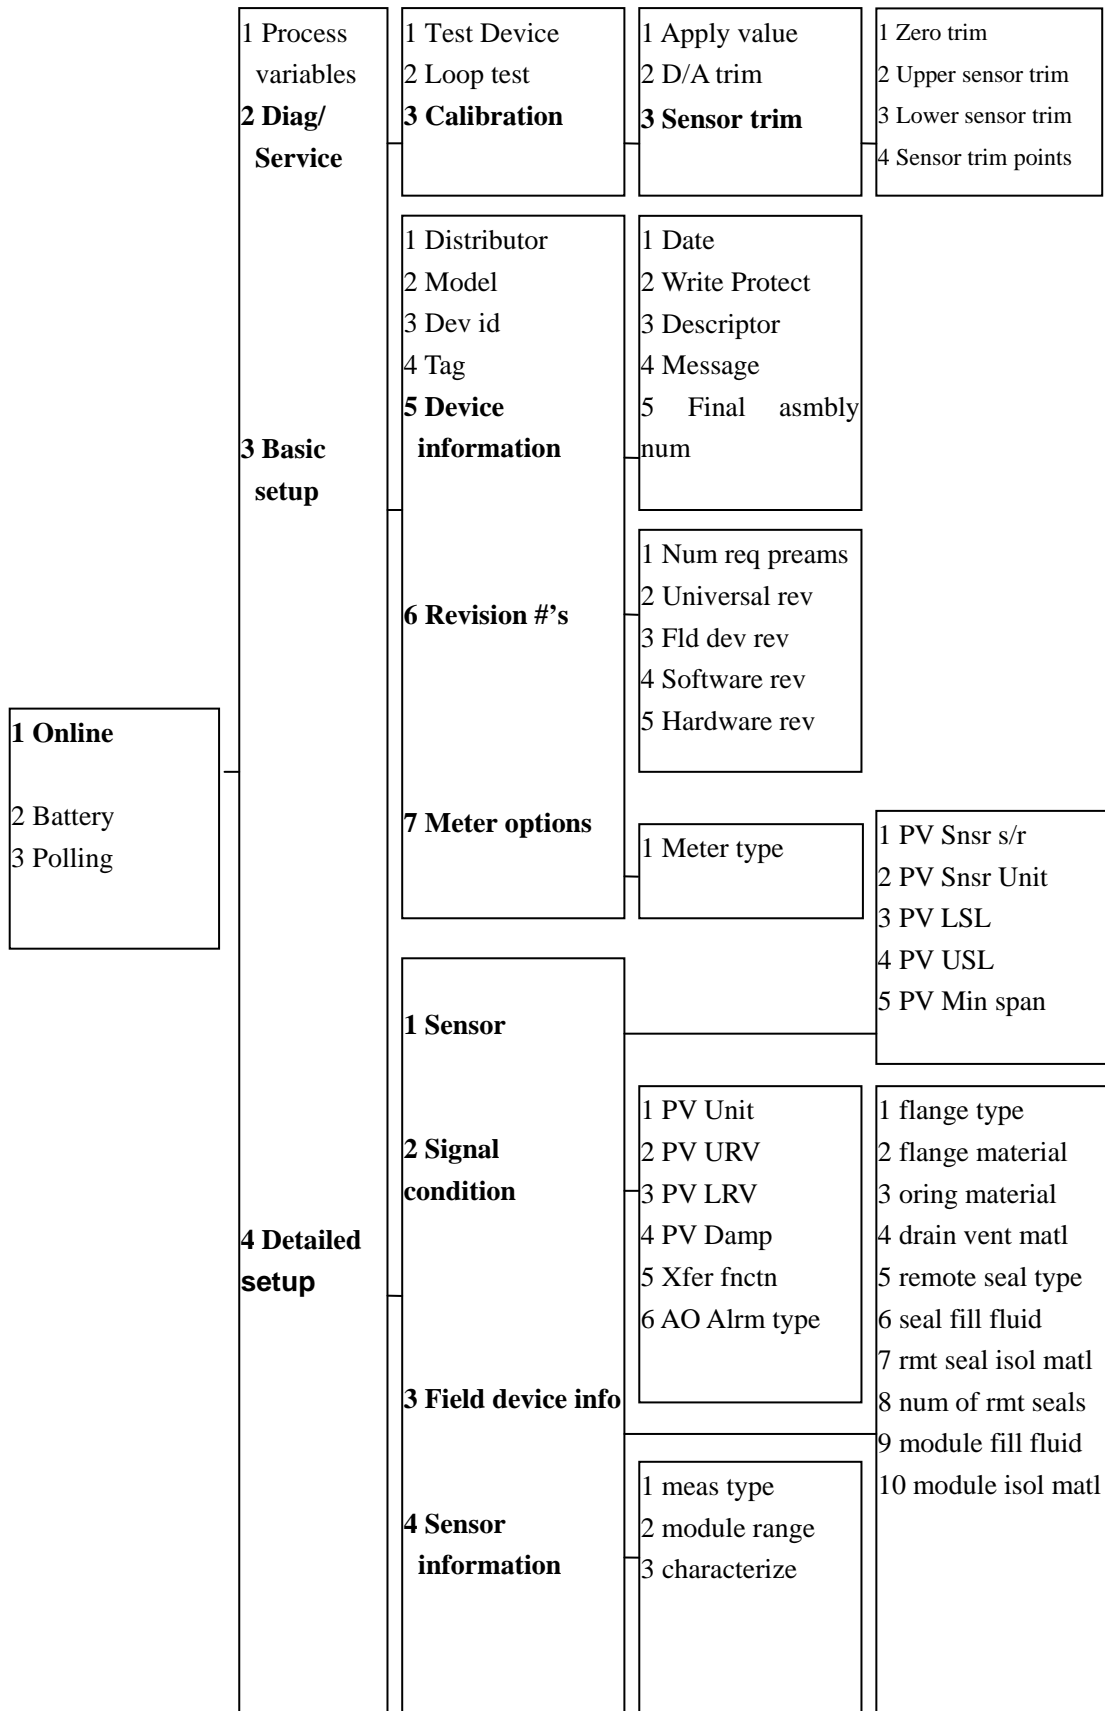 1 Online
2 Battery
3 Polling
1 Process
variables
2 Diag/
Service
3 Basic
setup
4 Detailed
setup
1 Test Device
2 Loop test
3 Calibration
1 Apply value
2 D/A trim
3 Sensor trim
1 Zero trim
2 Upper sensor trim
3 Lower sensor trim
4 Sensor trim points
1 Distributor
2 Model
3 Dev id
4 Tag
5 Device
information
6 Revision #’s
7 Meter options
1 Date
2 Write Protect
3 Descriptor
4 Message
5 Final asmbly
num
1 Num req preams
2 Universal rev
3 Fld dev rev
4 Software rev
5 Hardware rev
1 Meter type
1 Sensor
2 Signal
condition
3 Field device info
4 Sensor
information
1 PV Snsr s/r
2 PV Snsr Unit
3 PV LSL
4 PV USL
5 PV Min span
1 PV Unit
2 PV URV
3 PV LRV
4 PV Damp
5 Xfer fnctn
6 AO Alrm type
1 flange type
2 flange material
3 oring material
4 drain vent matl
5 remote seal type
6 seal fill fluid
7 rmt seal isol matl
8 num of rmt seals
9 module fill fluid
10 module isol matl
1 meas type
2 module range
3 characterize